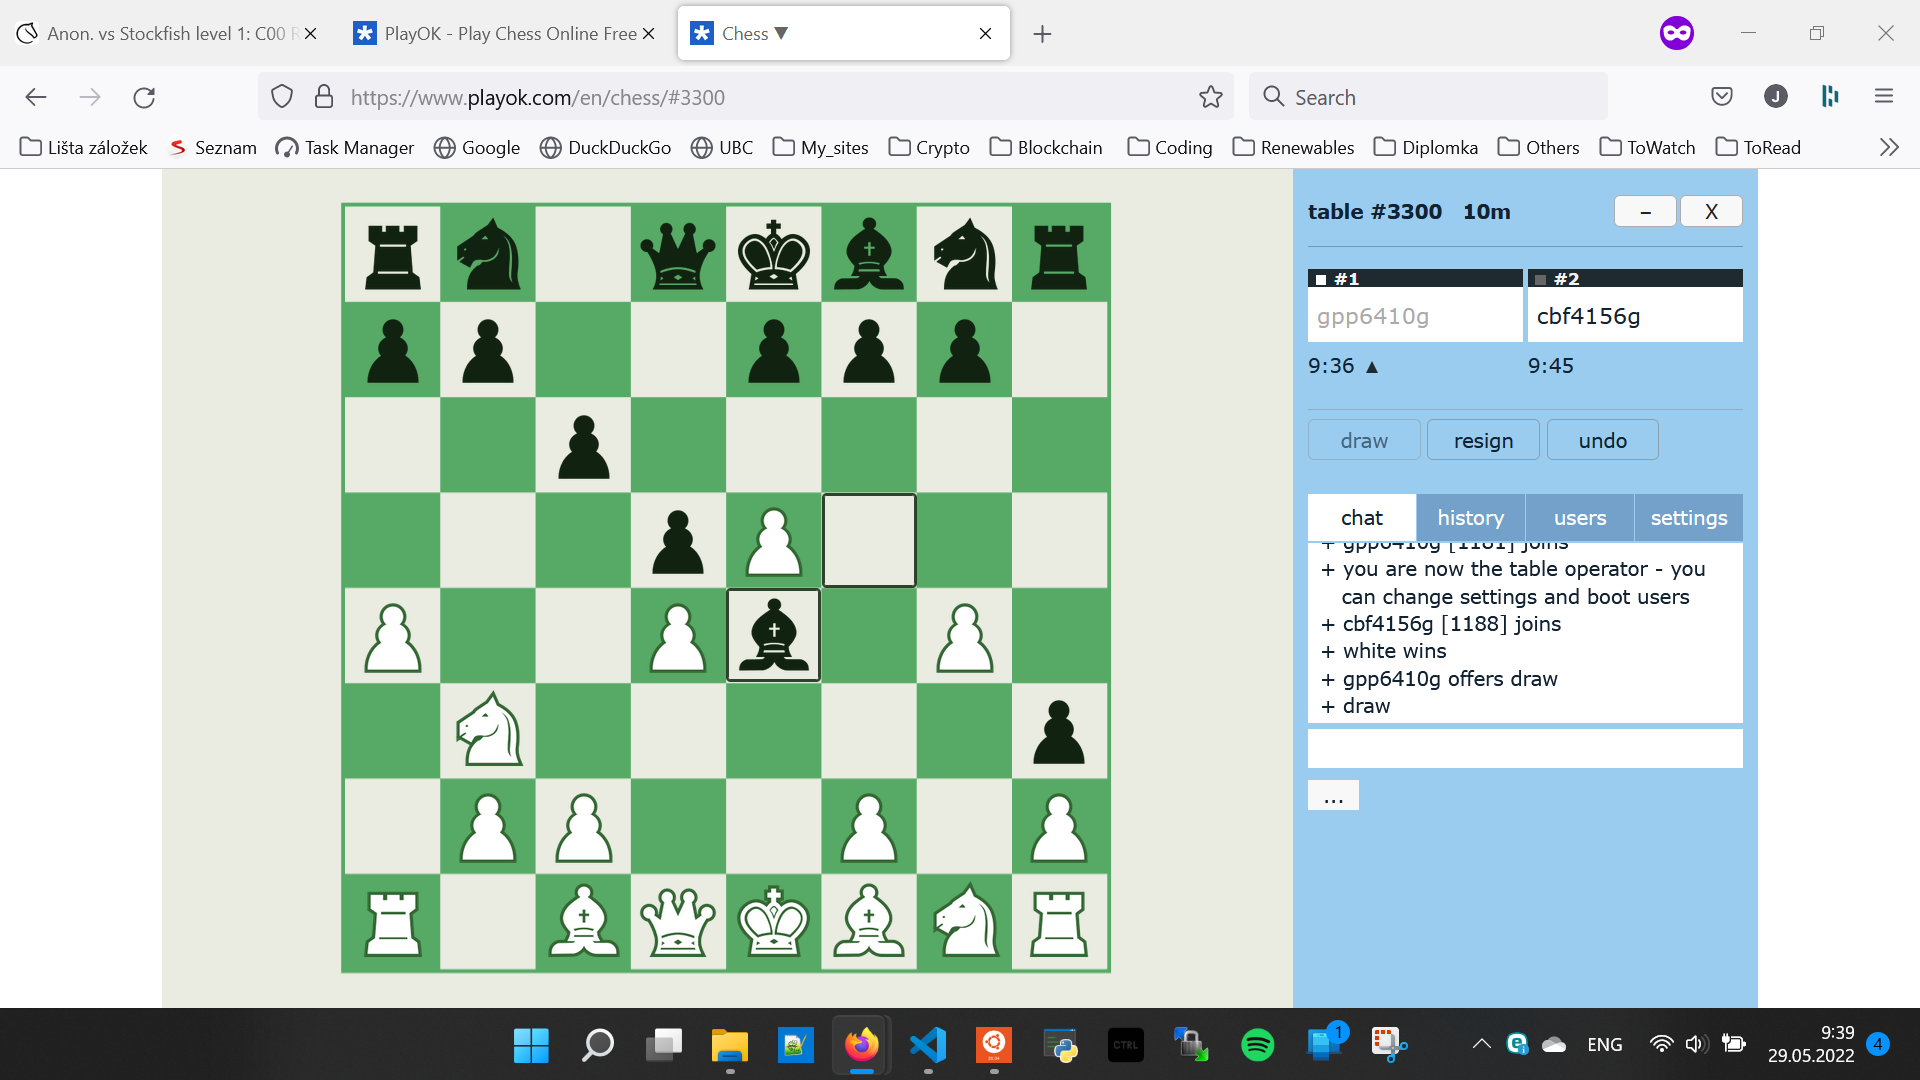 Anon. vs Stockfish level 1: C00 F
PlayOK - Play Chess Online Free
Chess ▼
https://www.playok.com/en/chess/#3300
Search
J
Lišta záložek
Seznam
Task Manager
Google
DuckDuckGo
UBC
My_sites
Crypto
Blockchain
Coding
Renewables
Diplomka
Others
ToWatch
ToRead
table #3300 10m
–
X
#1
#2
gpp6410g
cbf4156g
9:36 ▲
9:45
draw
resign
undo
chat
history
users
settings
+ gpp6410g [1181] joins
+ you are now the table operator - you
can change settings and boot users
+ cbf4156g [1188] joins
+ white wins
+ gpp6410g offers draw
+ draw
...
CTRL
1
ENG
9:39
29.05.2022
4